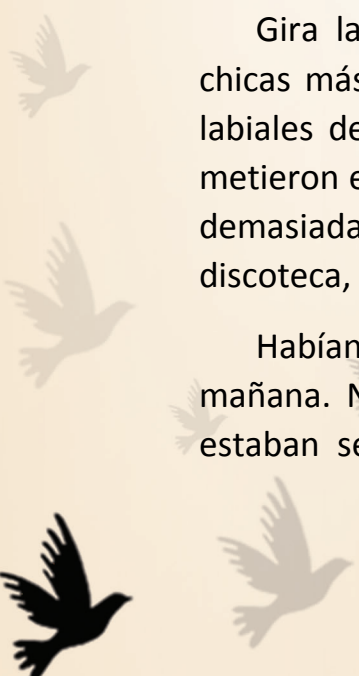 Gira la
chicas más
labiales de
metieron e
demasiada
discoteca,
Habían
mañana. N
estaban se